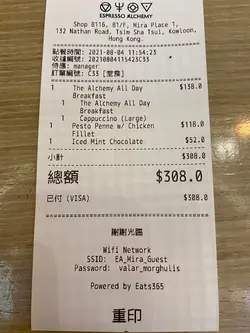 ESPRESSO ALCHEMY
Shop B116, B1/F, Mira Place 1,
132 Nathan Road, Tsim Sha Tsui, Kowloon,
Hong Kong.
點餐時間: 2021-08-04 11:54:23
收據編號: 20210804115423C33
侍應: manager
訂單編號: C33 [堂食]
1 The Alchemy All Day Breakfast $138.0
1 The Alchemy All Day Breakfast
1 Cappuccino (Large)
1 Pesto Penne w/ Chicken Fillet $118.0
1 Iced Mint Chocolate $52.0
小計 $308.0
總額 $308.0
已付 (VISA) $308.0
謝謝光臨
Wifi Network
SSID: EA_Mira_Guest
Password: valar_morghulis
Powered by Eats365
重印